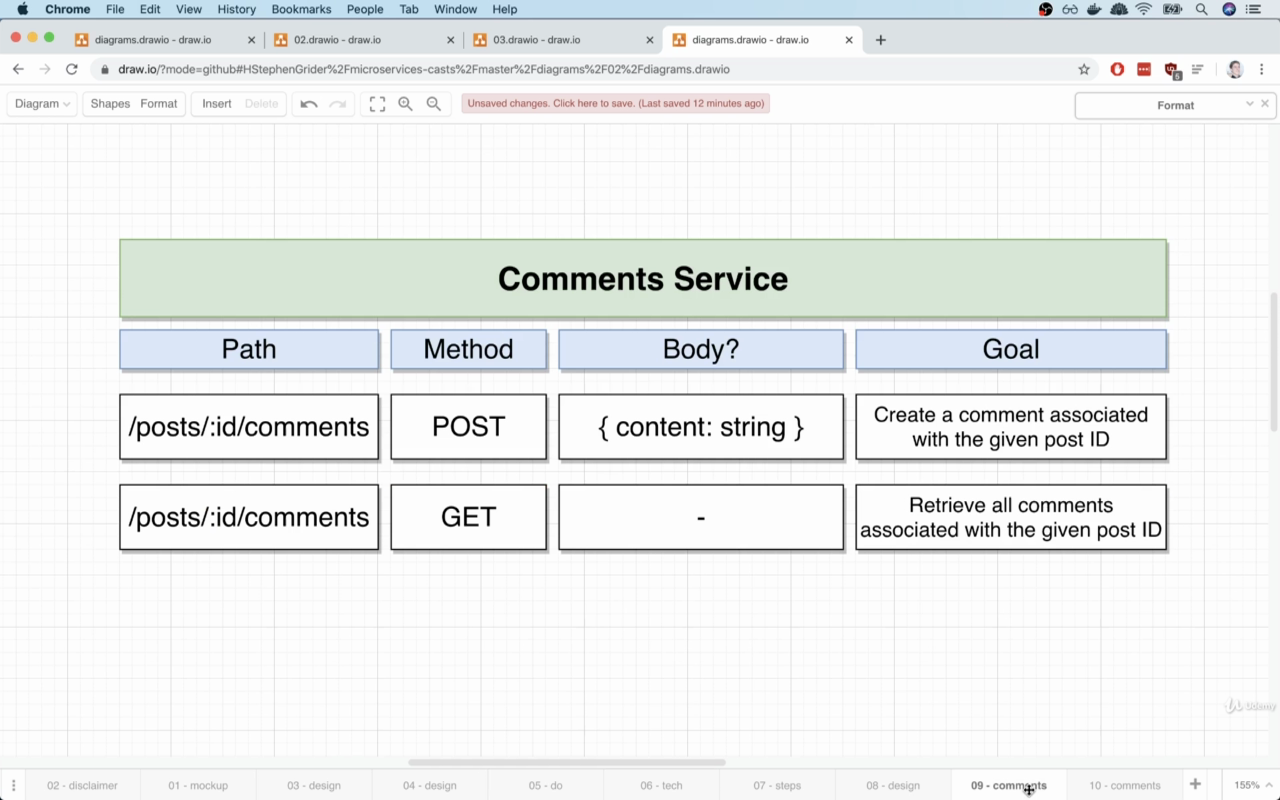 Chrome File Edit View History Bookmarks People Tab Window Help
diagrams.drawio - draw.io 02.drawio - draw.io 03.drawio - draw.io diagrams.drawio - draw.io
draw.io/?mode=github#HStephenGrider%2Fmicroservices-casts%2Fmaster%2Fdiagrams%2F02%2Fdiagrams.drawio
Diagram Shapes Format Insert Delete Unsaved changes. Click here to save. (Last saved 12 minutes ago) Format
Comments Service
Path Method Body? Goal
/posts/:id/comments POST { content: string } Create a comment associated
with the given post ID
/posts/:id/comments GET - Retrieve all comments
associated with the given post ID
Udemy
02 - disclaimer 01 - mockup 03 - design 04 - design 05 - do 06 - tech 07 - steps 08 - design 09 - comments 10 - comments 155%